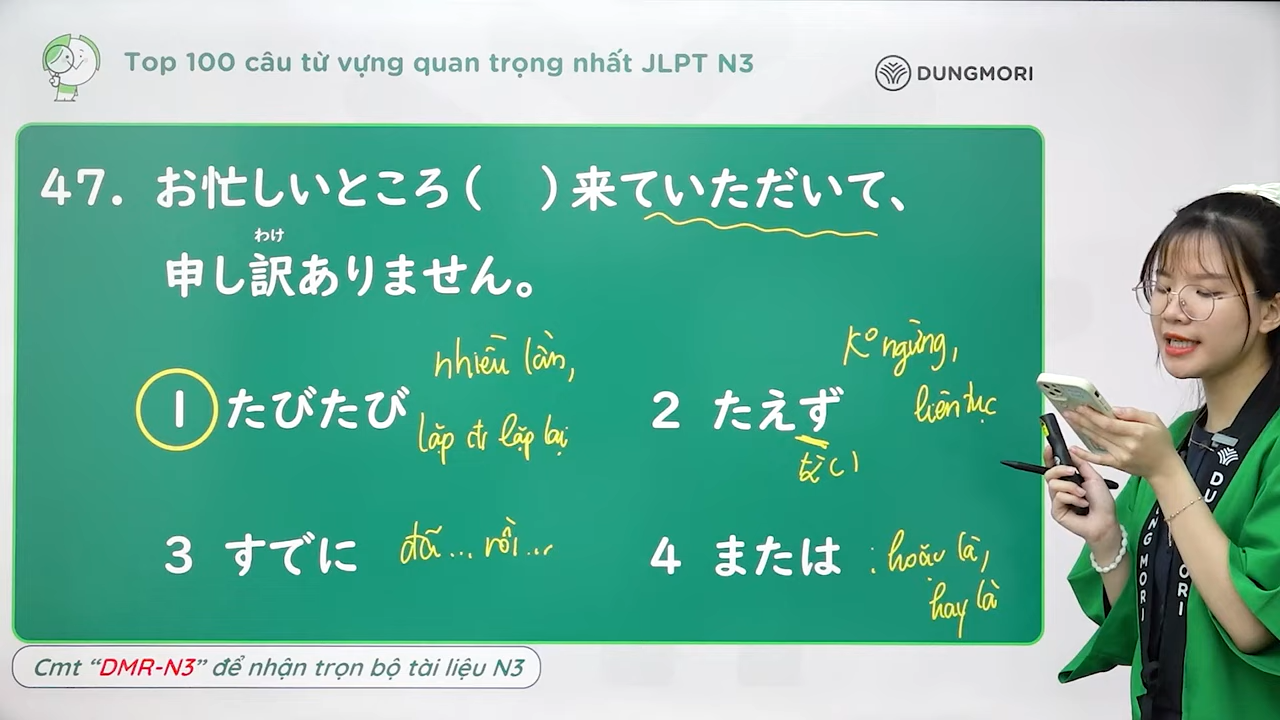 Top 100 câu từ vựng quan trọng nhất JLPT N3
DUNGMORI
47. お忙しいところ(　)来ていただいて、
わけ
申し訳ありません。
1 たびたび
nhiều lần,
lặp đi lặp lại
2 たえず
ko ngừng,
liên tục
3 すでに
đã... rồi...
4 または
: hoặc là,
hay là
Cmt “DMR-N3” để nhận trọn bộ tài liệu N3
DUNGMORI